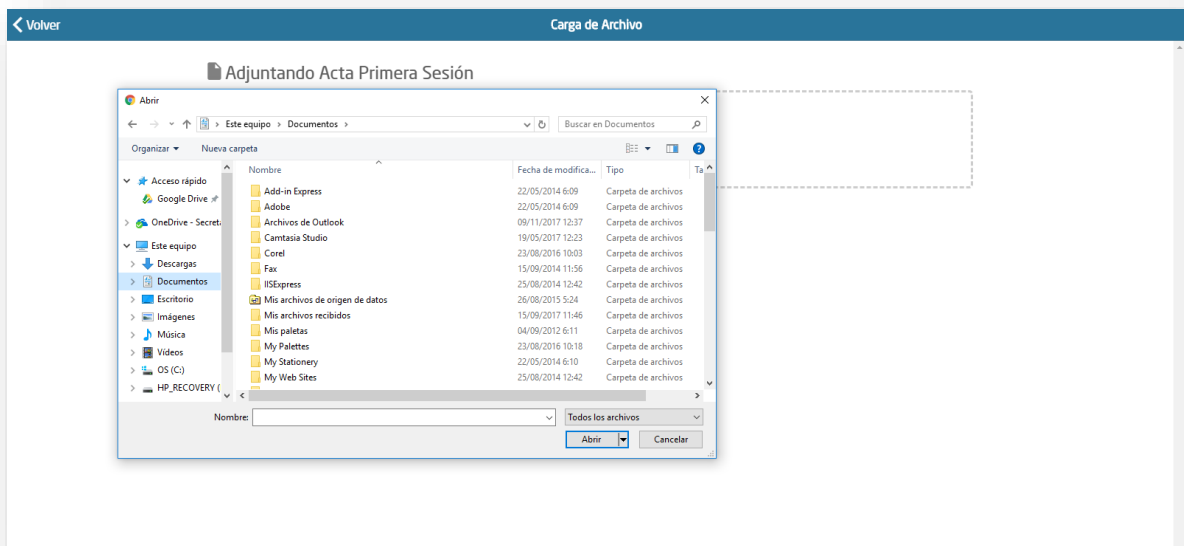 Volver
Carga de Archivo
Adjuntando Acta Primera Sesión
Abrir
Este equipo > Documentos >
Buscar en Documentos
Organizar
Nueva carpeta
Acceso rápido
Google Drive
OneDrive - Secret
Este equipo
Descargas
Documentos
Escritorio
Imágenes
Música
Vídeos
OS (C:)
HP_RECOVERY (
Nombre Fecha de modifica... Tipo Ta
Add-in Express 22/05/2014 6:09 Carpeta de archivos
Adobe 22/05/2014 6:09 Carpeta de archivos
Archivos de Outlook 09/11/2017 12:37 Carpeta de archivos
Camtasia Studio 19/05/2017 12:23 Carpeta de archivos
Corel 23/08/2016 10:03 Carpeta de archivos
Fax 15/09/2014 11:56 Carpeta de archivos
IISExpress 25/08/2014 12:42 Carpeta de archivos
Mis archivos de origen de datos 26/08/2015 5:24 Carpeta de archivos
Mis archivos recibidos 15/09/2017 11:46 Carpeta de archivos
Mis paletas 04/09/2012 6:11 Carpeta de archivos
My Palettes 23/08/2016 10:18 Carpeta de archivos
My Stationery 22/05/2014 6:10 Carpeta de archivos
My Web Sites 25/08/2014 12:42 Carpeta de archivos
Nombre:
Todos los archivos
Abrir
Cancelar